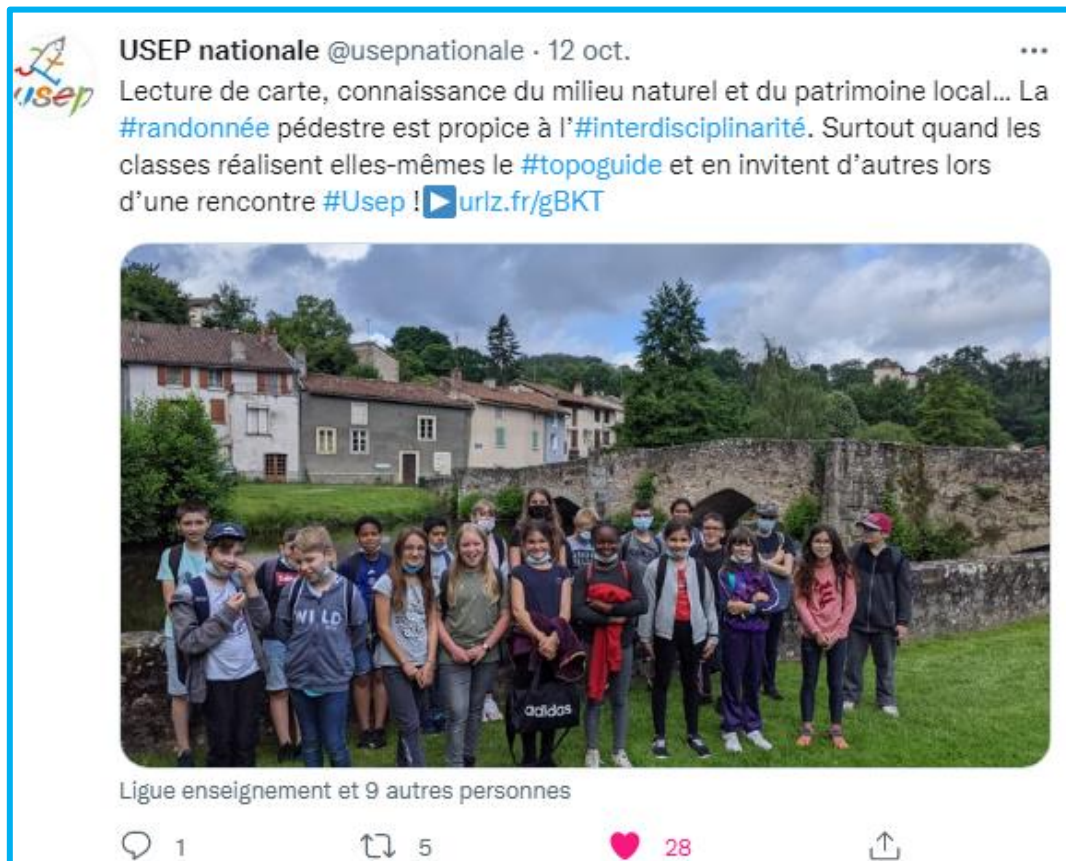 USEP nationale @usepnationale · 12 oct.
usep
Lecture de carte, connaissance du milieu naturel et du patrimoine local... La
#randonnée pédestre est propice à l'#interdisciplinarité. Surtout quand les
classes réalisent elles-mêmes le #topoguide et en invitent d'autres lors
d'une rencontre #Usep ! urlz.fr/gBKT
WILD
adidas
Ligue enseignement et 9 autres personnes
1 5 28